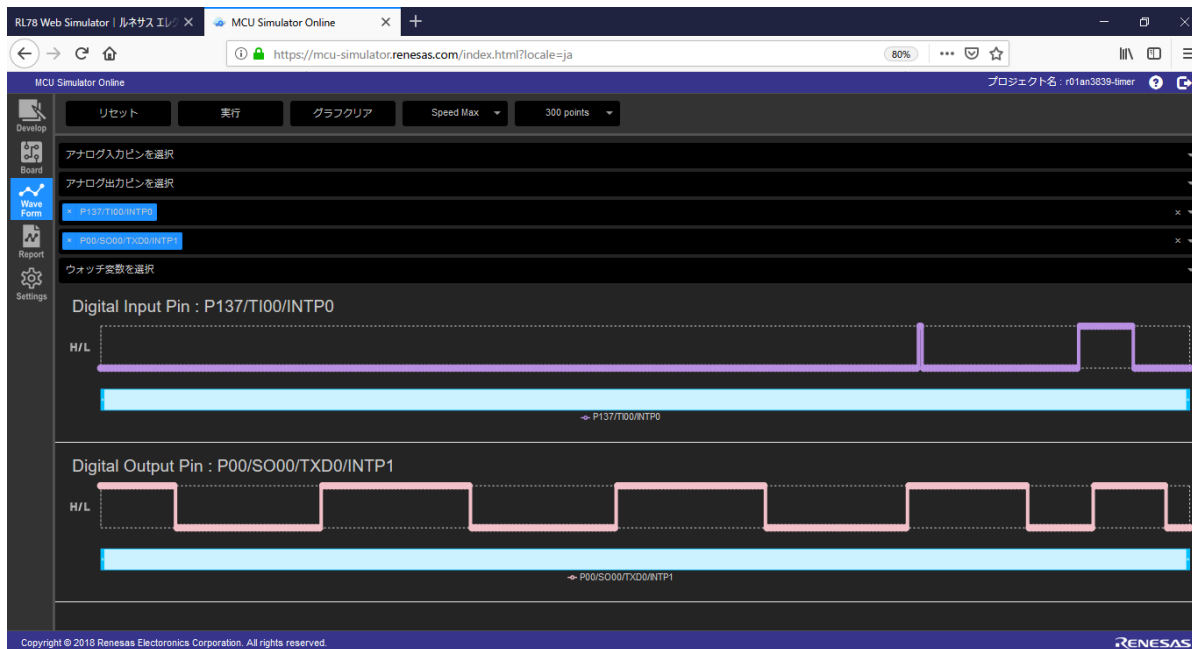 RL78 Web Simulator | ルネサス エレク
MCU Simulator Online
https://mcu-simulator.renesas.com/index.html?locale=ja
80%
MCU Simulator Online
プロジェクト名 : r01an3839-timer
Develop
リセット
実行
グラフクリア
Speed Max
300 points
Board
アナログ入力ピンを選択
アナログ出力ピンを選択
Wave Form
× P137/TI00/INTP0
Report
× P00/SO00/TXD0/INTP1
Settings
ウォッチ変数を選択
Digital Input Pin : P137/TI00/INTP0
H/L
P137/TI00/INTP0
Digital Output Pin : P00/SO00/TXD0/INTP1
H/L
P00/SO00/TXD0/INTP1
Copyright © 2018 Renesas Electoronics Corporation. All rights reserved.
RENESAS